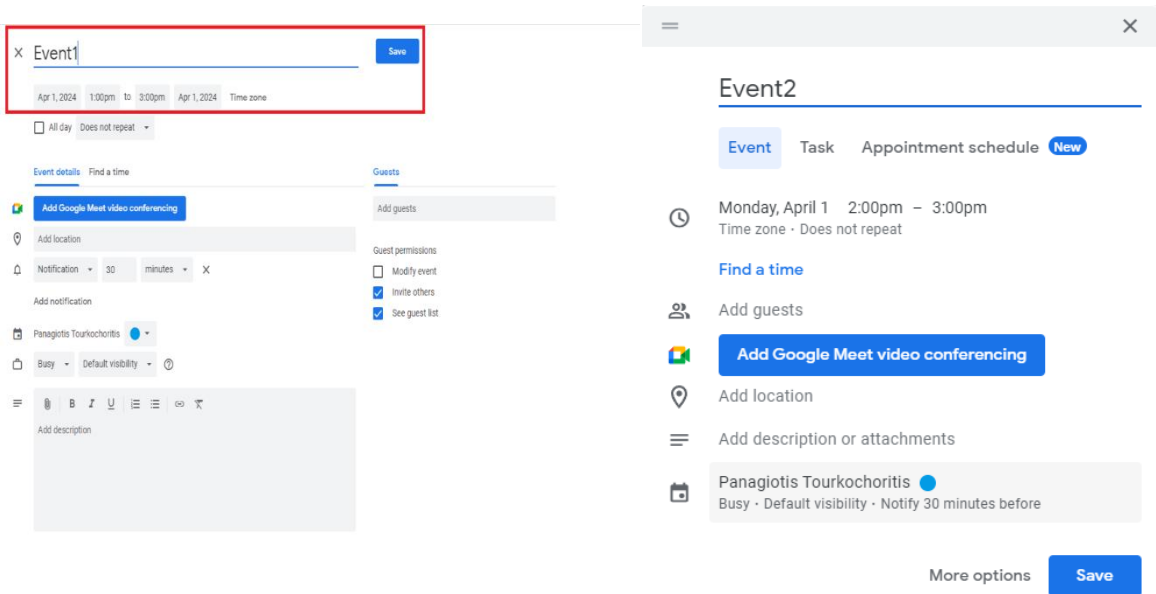 Event1
Save
Apr 1, 2024 1:00pm to 3:00pm Apr 1, 2024 Time zone
All day Does not repeat
Event details Find a time
Guests
Add Google Meet video conferencing
Add guests
Add location
Guest permissions
Notification 30 minutes
Modify event
Invite others
Add notification
See guest list
Panagiotis Tourkochoritis
Busy Default visibility
B I U
Add description
Event2
Event Task Appointment schedule New
Monday, April 1 2:00pm – 3:00pm
Time zone · Does not repeat
Find a time
Add guests
Add Google Meet video conferencing
Add location
Add description or attachments
Panagiotis Tourkochoritis
Busy · Default visibility · Notify 30 minutes before
More options Save